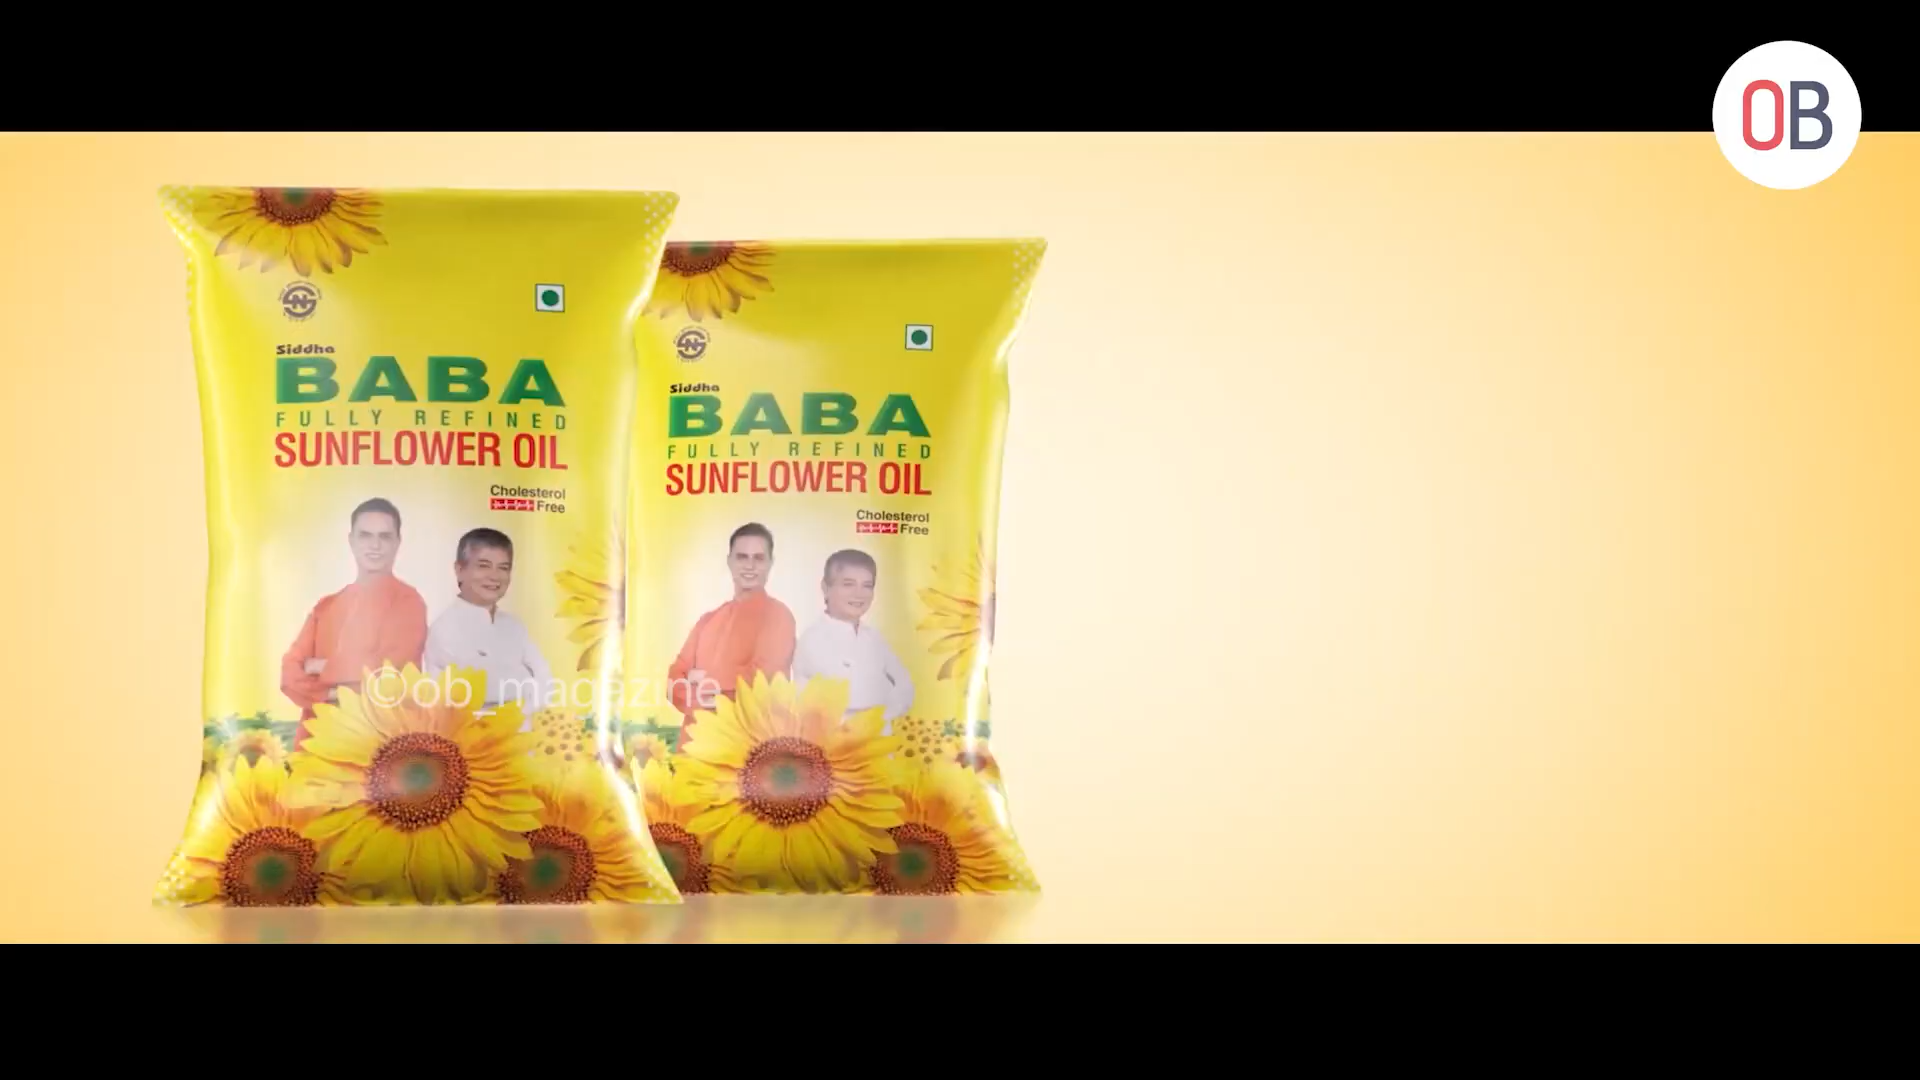 OB
Siddha
BABA
FULLY REFINED
SUNFLOWER OIL
Cholesterol
Free
Siddha
BABA
FULLY REFINED
SUNFLOWER OIL
Cholesterol
Free
©ob_magazine